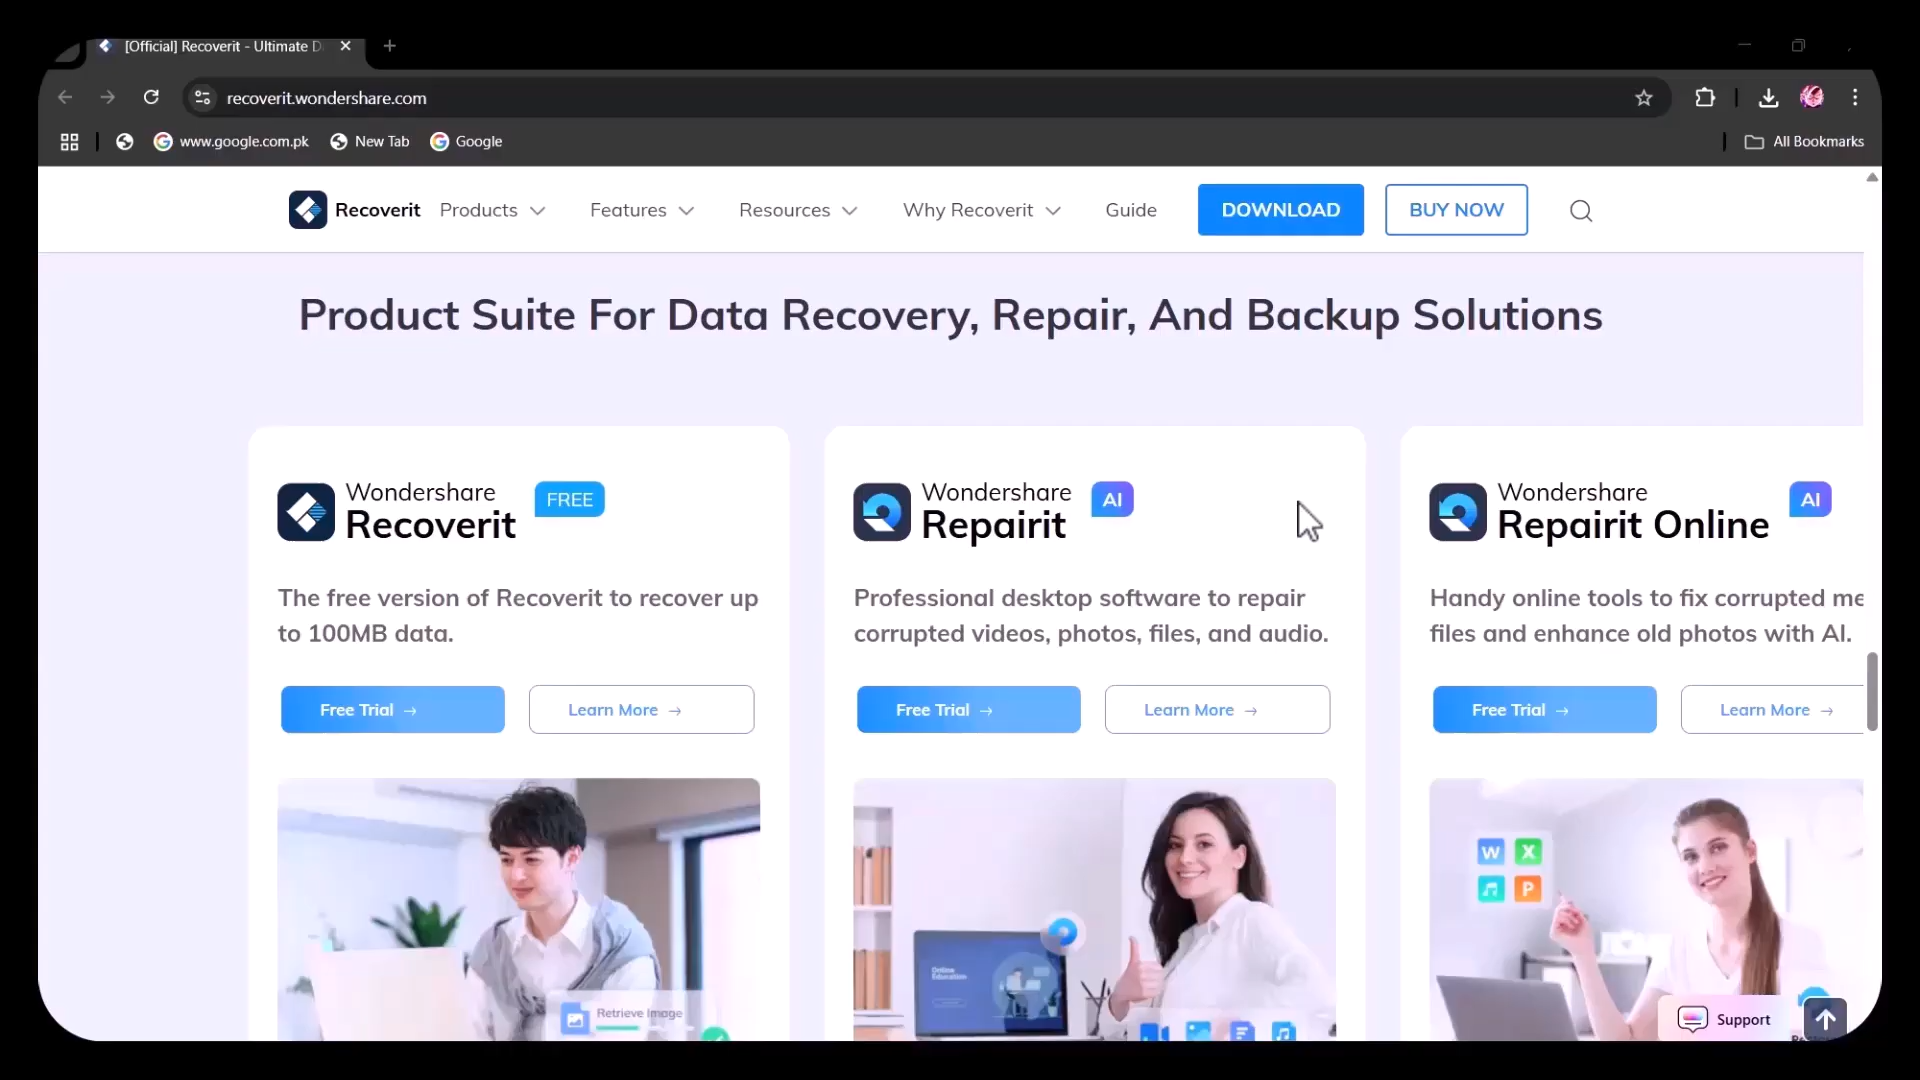 [Official] Recoverit - Ultimate D
recoverit.wondershare.com
www.google.com.pk New Tab Google All Bookmarks
Recoverit Products Features Resources Why Recoverit Guide DOWNLOAD BUY NOW
Product Suite For Data Recovery, Repair, And Backup Solutions
Wondershare
Recoverit
FREE
The free version of Recoverit to recover up
to 100MB data.
Free Trial → Learn More →
Retrieve Image
Wondershare
Repairit
AI
Professional desktop software to repair
corrupted videos, photos, files, and audio.
Free Trial → Learn More →
Online
Education
Wondershare
Repairit Online
AI
Handy online tools to fix corrupted me
files and enhance old photos with AI.
Free Trial → Learn More →
W X
P
Support